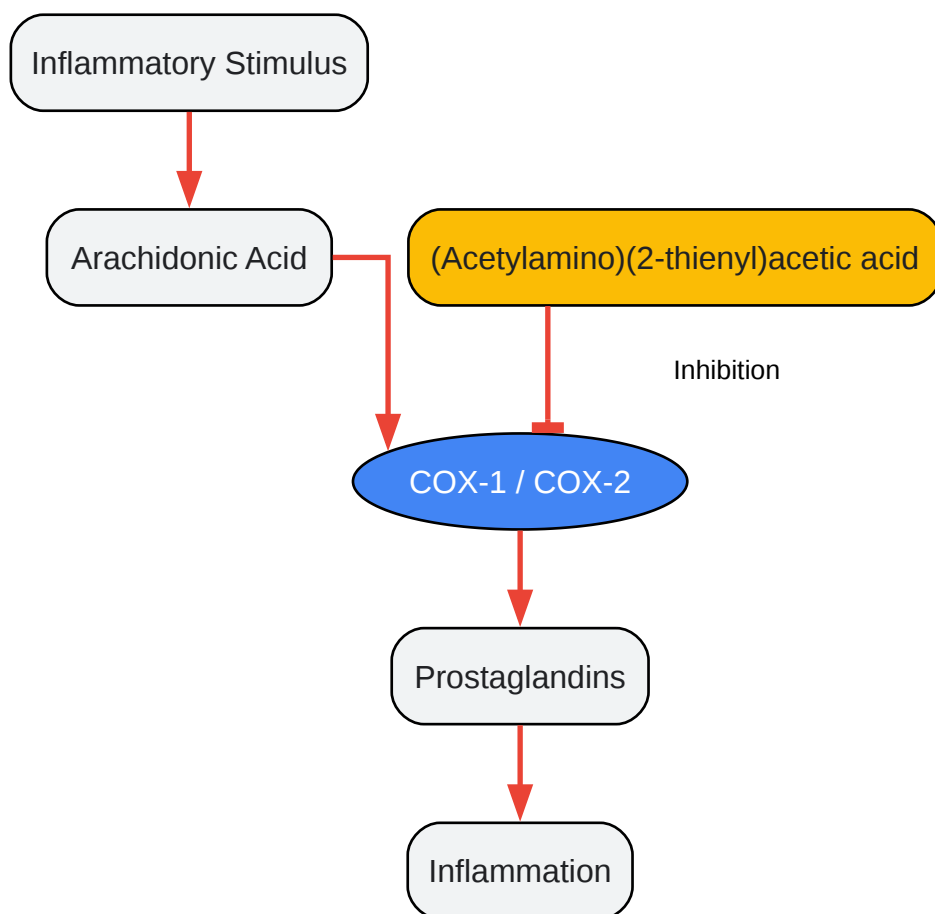 Inflammatory Stimulus
Arachidonic Acid
(Acetylamino)(2-thienyl)acetic acid
Inhibition
COX-1 / COX-2
Prostaglandins
Inflammation